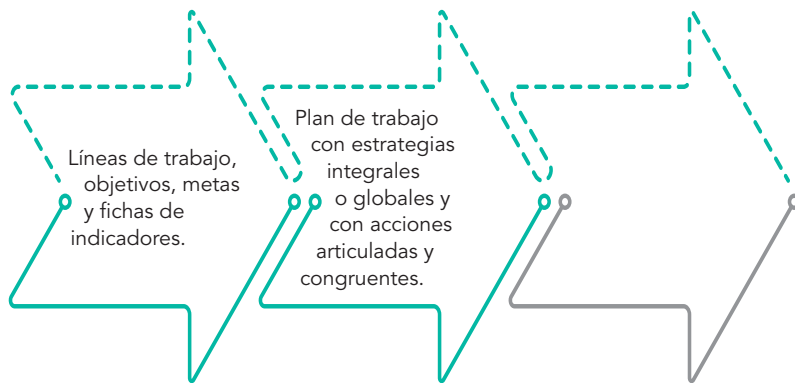 Líneas de trabajo,
objetivos, metas
y fichas de
indicadores.
Plan de trabajo
con estrategias
integrales
o globales y
con acciones
articuladas y
congruentes.